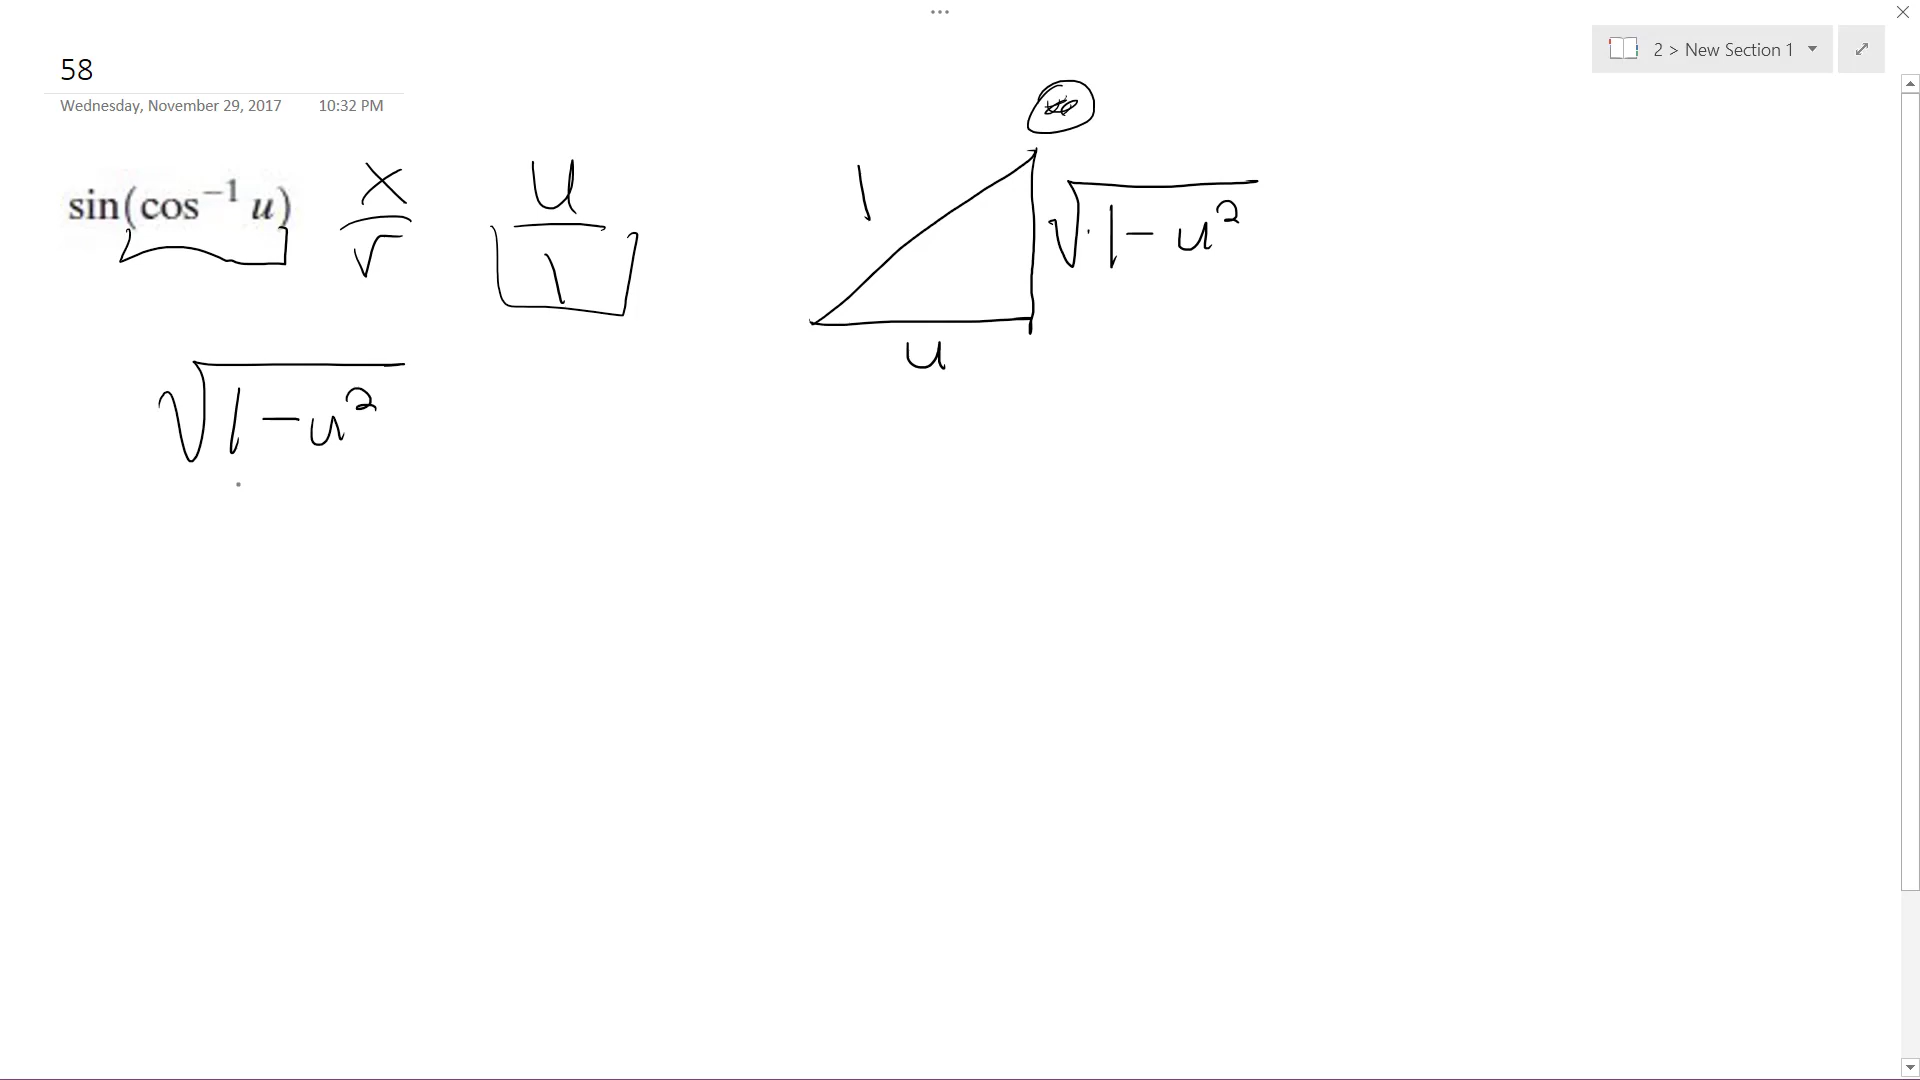 58
Wednesday, November 29, 2017 10:32 PM
2 > New Section 1
sin(cos⁻¹ u)
x/r
u/1
1
√1-u²
u
√1-u²